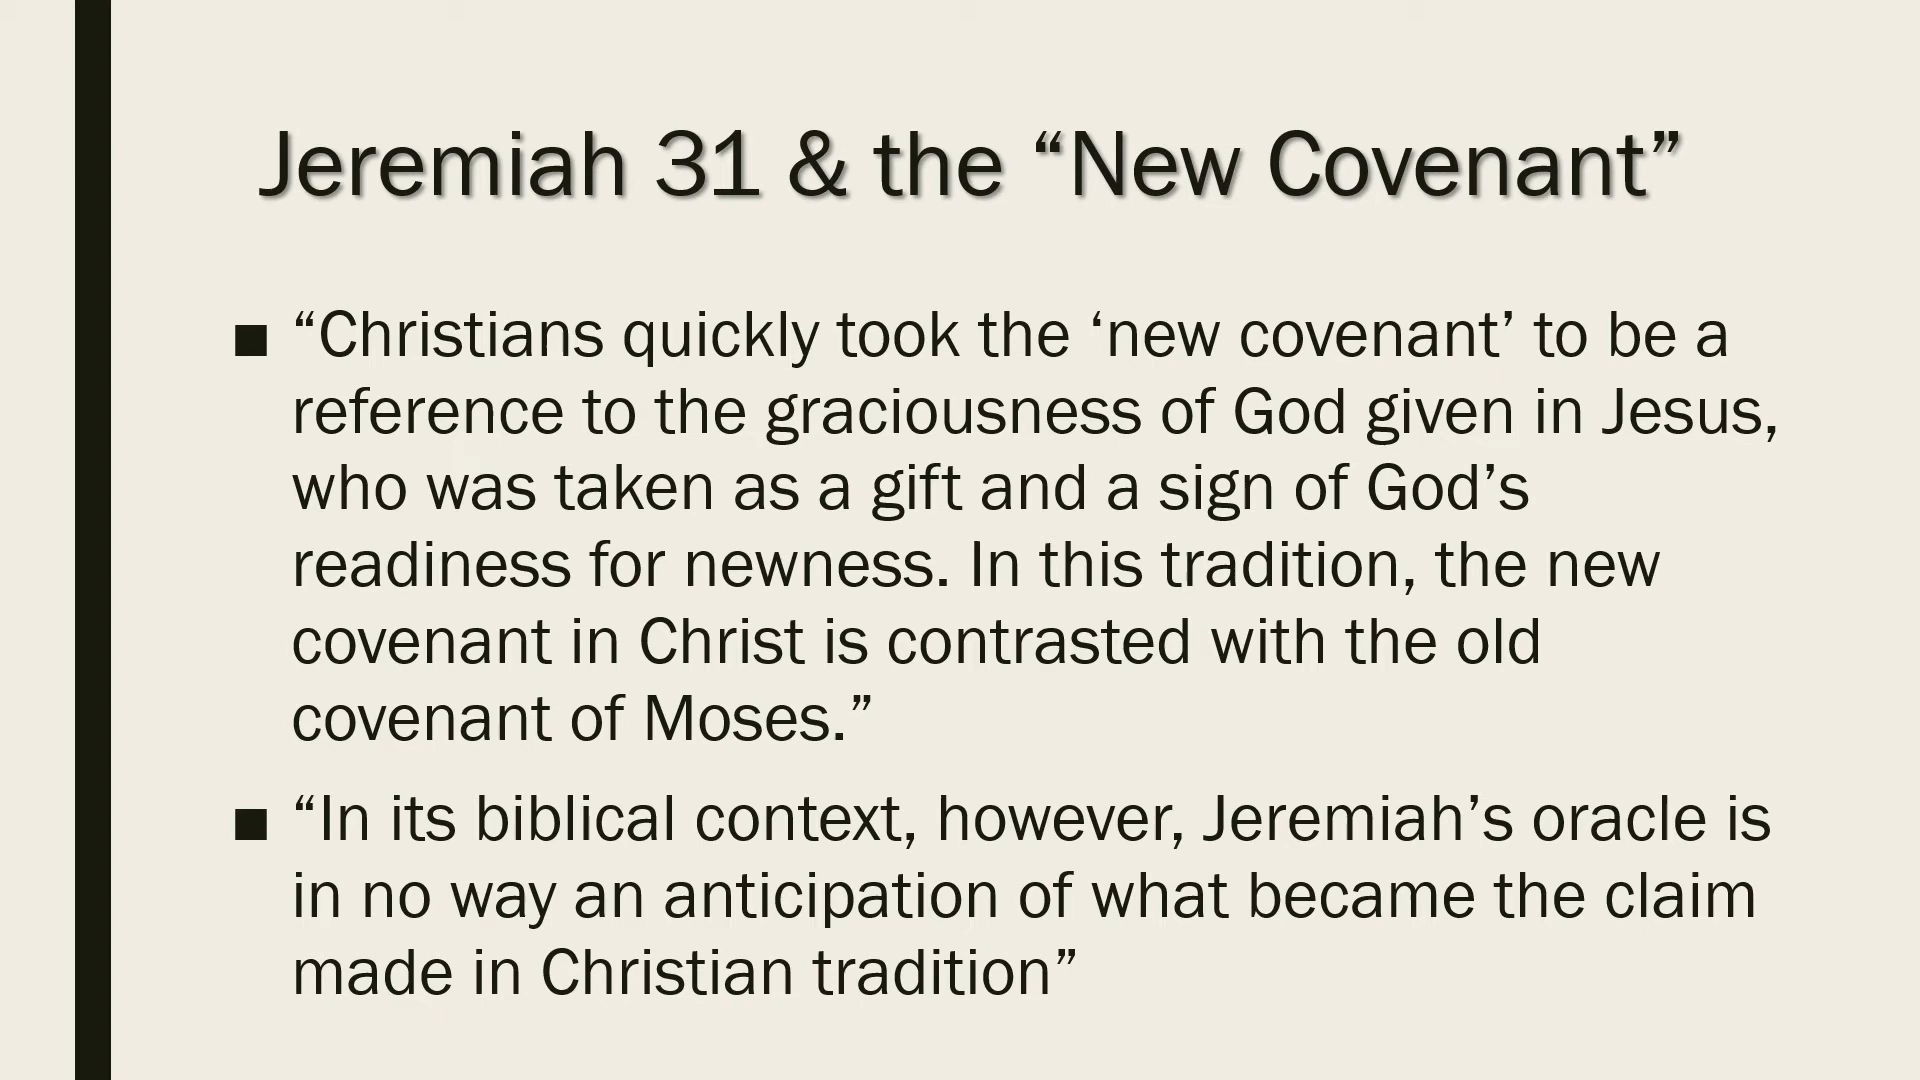 Jeremiah 31 & the “New Covenant”
■ “Christians quickly took the ‘new covenant’ to be a
reference to the graciousness of God given in Jesus,
who was taken as a gift and a sign of God’s
readiness for newness. In this tradition, the new
covenant in Christ is contrasted with the old
covenant of Moses.”
■ “In its biblical context, however, Jeremiah’s oracle is
in no way an anticipation of what became the claim
made in Christian tradition”